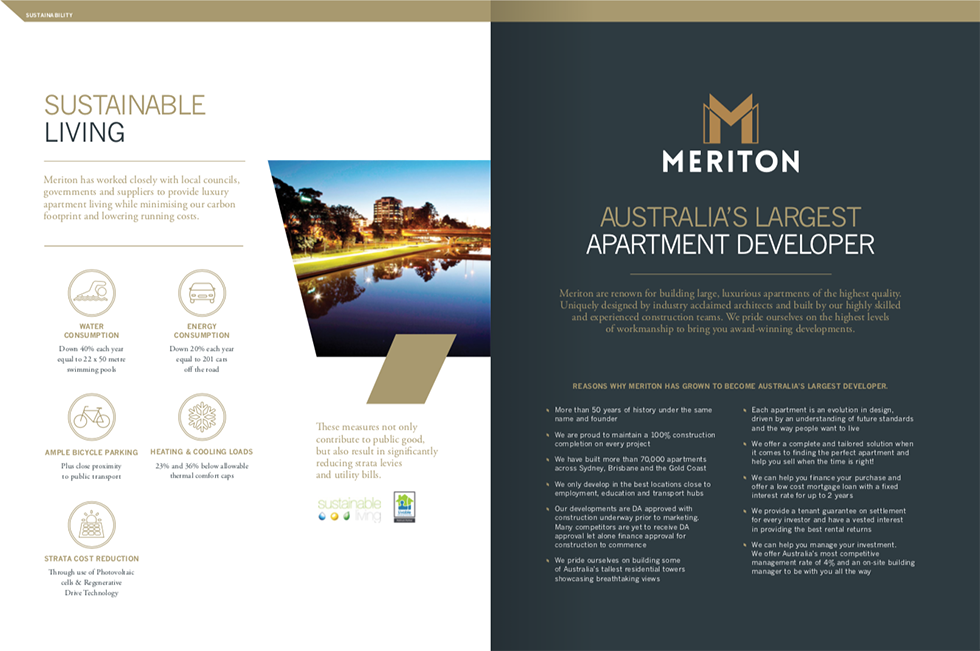 SUSTAINABILITY
SUSTAINABLE
LIVING
Meriton has worked closely with local councils,
governments and suppliers to provide luxury
apartment living while minimising our carbon
footprint and lowering running costs.
WATER
CONSUMPTION
Down 40% each year
equal to 22 x 50 metre
swimming pools
ENERGY
CONSUMPTION
Down 20% each year
equal to 201 cars
off the road
AMPLE BICYCLE PARKING
Plus close proximity
to public transport
HEATING & COOLING LOADS
23% and 36% below allowable
thermal comfort caps
STRATA COST REDUCTION
Through use of Photovoltaic
cells & Regenerative
Drive Technology
These measures not only
contribute to public good,
but also result in significantly
reducing strata levies
and utility bills.
sustainable
living
MERITON
AUSTRALIA'S LARGEST
APARTMENT DEVELOPER
Meriton are renown for building large, luxurious apartments of the highest quality.
Uniquely designed by industry acclaimed architects and built by our highly skilled
and experienced construction teams. We pride ourselves on the highest levels
of workmanship to bring you award-winning developments.
REASONS WHY MERITON HAS GROWN TO BECOME AUSTRALIA'S LARGEST DEVELOPER.
More than 50 years of history under the same
name and founder
We are proud to maintain a 100% construction
completion on every project
We have built more than 70,000 apartments
across Sydney, Brisbane and the Gold Coast
We only develop in the best locations close to
employment, education and transport hubs
Our developments are DA approved with
construction underway prior to marketing.
Many competitors are yet to receive DA
approval let alone finance approval for
construction to commence
We pride ourselves on building some
of Australia's tallest residential towers
showcasing breathtaking views
Each apartment is an evolution in design,
driven by an understanding of future standards
and the way people want to live
We offer a complete and tailored solution when
it comes to finding the perfect apartment and
help you sell when the time is right!
We can help you finance your purchase and
offer a low cost mortgage loan with a fixed
interest rate for up to 2 years
We provide a tenant guarantee on settlement
for every investor and have a vested interest
in providing the best rental returns
We can help you manage your investment.
We offer Australia's most competitive
management rate of 4% and an on-site building
manager to be with you all the way